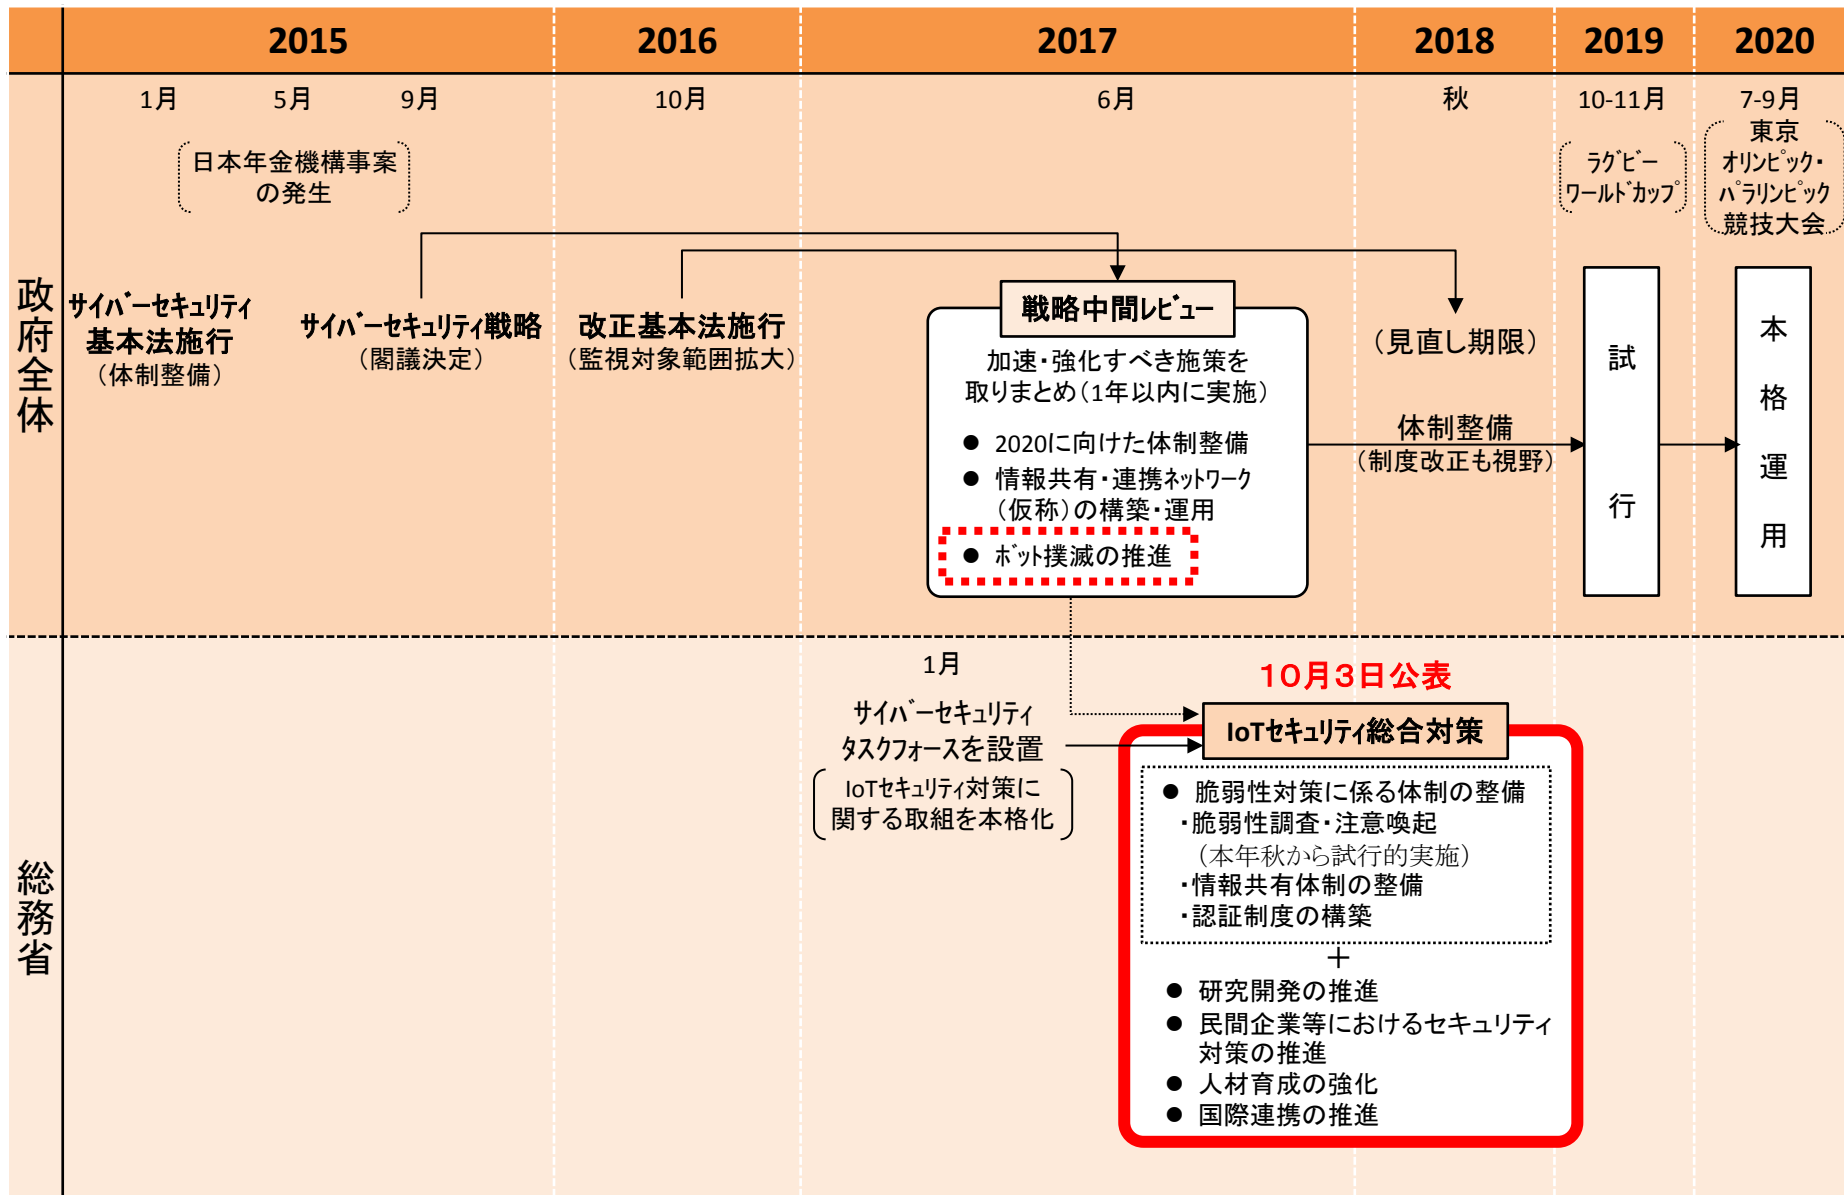 2015
2016
2017
2018
2019
2020
政府全体
1月
5月
9月
10月
6月
秋
10-11月
7-9月
日本年金機構事案
の発生
ラグビー
ワールドカップ
東京
オリンピック・
パラリンピック
競技大会
サイバーセキュリティ
基本法施行
（体制整備）
サイバーセキュリティ戦略
（閣議決定）
改正基本法施行
（監視対象範囲拡大）
戦略中間レビュー
加速・強化すべき施策を
取りまとめ（1年以内に実施）
● 2020に向けた体制整備
● 情報共有・連携ネットワーク
（仮称）の構築・運用
● ボット撲滅の推進
（見直し期限）
体制整備
（制度改正も視野）
試行
本格運用
総務省
1月
サイバーセキュリティ
タスクフォースを設置
IoTセキュリティ対策に
関する取組を本格化
１０月３日公表
IoTセキュリティ総合対策
● 脆弱性対策に係る体制の整備
・脆弱性調査・注意喚起
（本年秋から試行的実施）
・情報共有体制の整備
・認証制度の構築
＋
● 研究開発の推進
● 民間企業等におけるセキュリティ
対策の推進
● 人材育成の強化
● 国際連携の推進